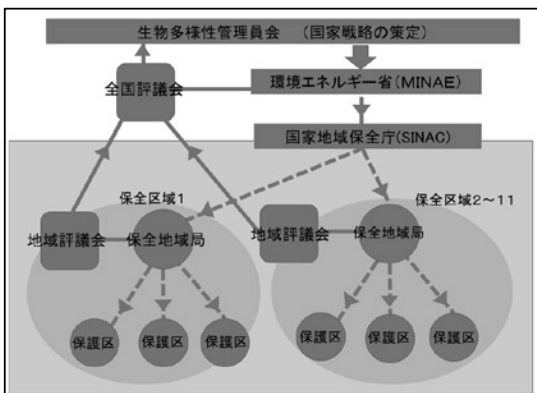 生物多様性管理員会　（国家戦略の策定）
全国評議会
環境エネルギー省(MINAE)
国家地域保全庁(SINAC)
保全区域1
保全区域2～11
地域評議会
保全地域局
地域評議会
保全地域局
保護区
保護区
保護区
保護区
保護区
保護区